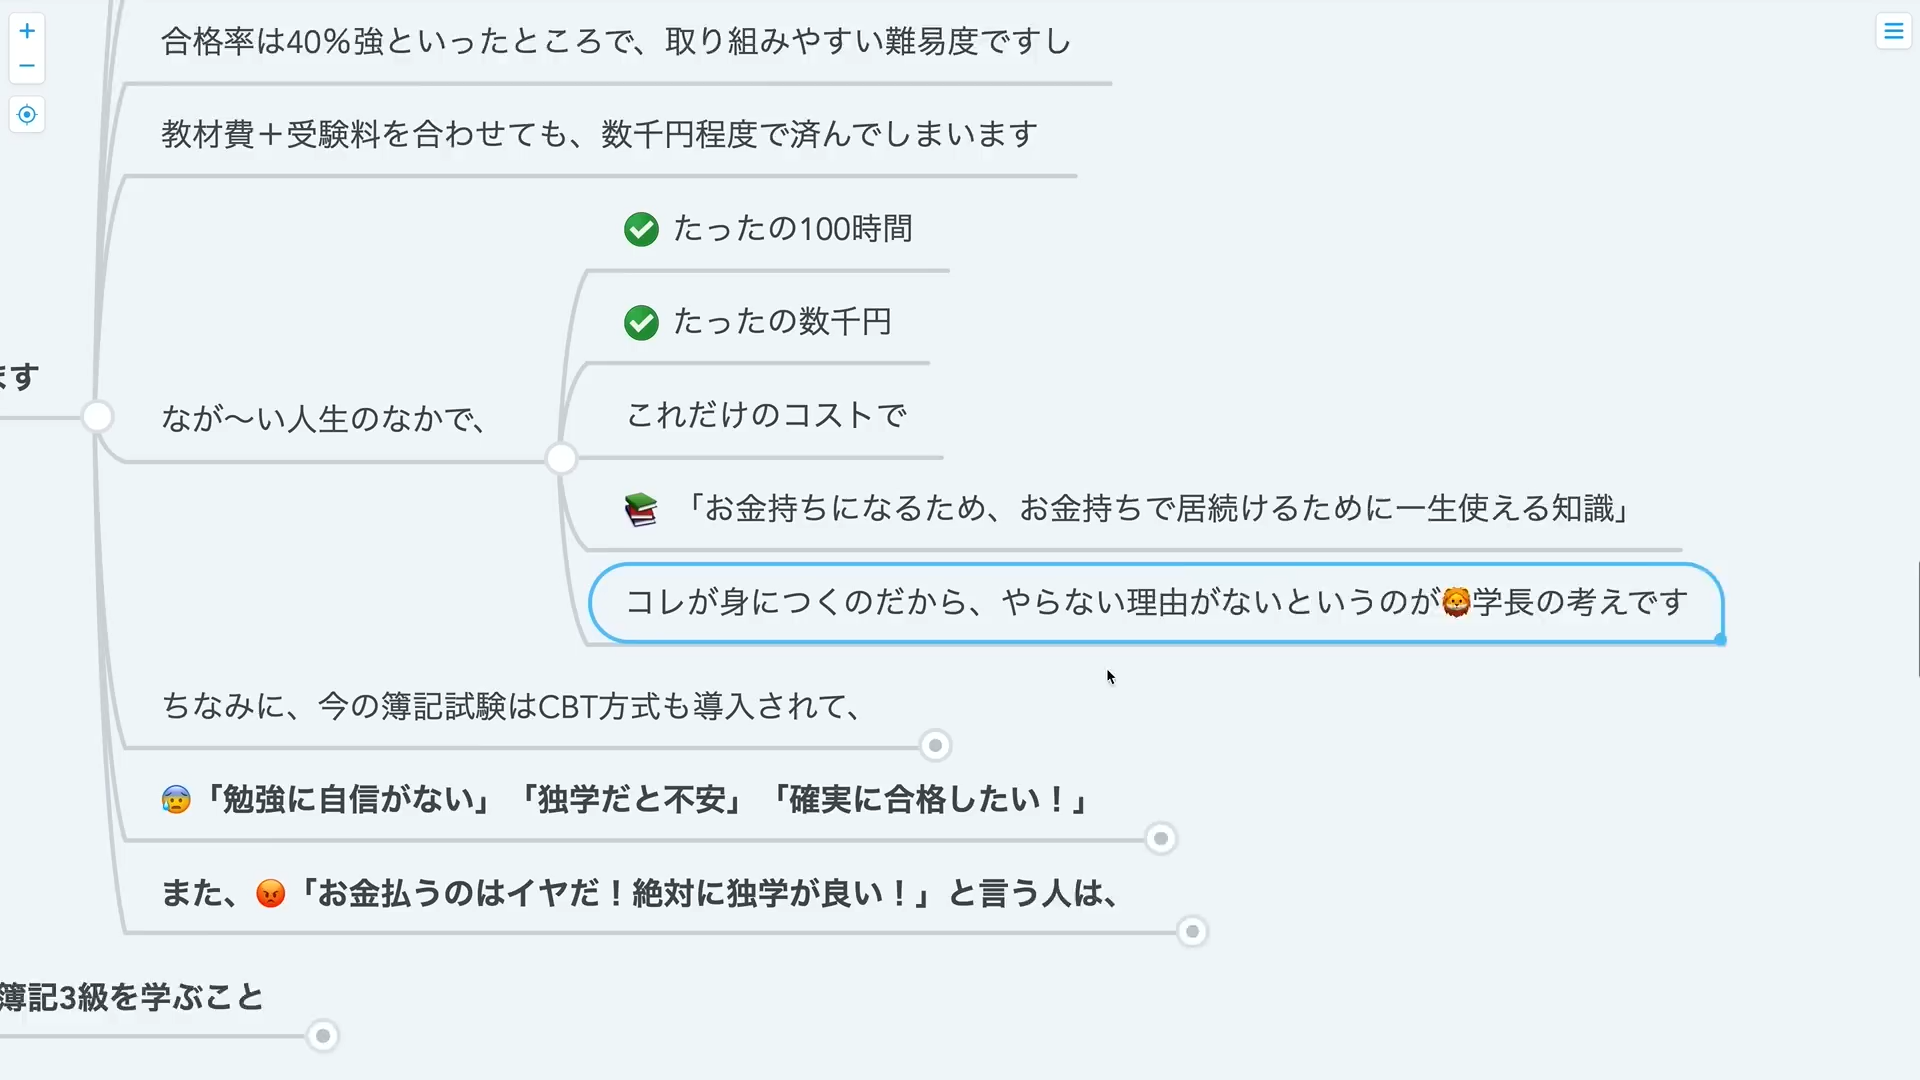 合格率は40%強といったところで、取り組みやすい難易度ですし
教材費＋受験料を合わせても、数千円程度で済んでしまいます
✅ たったの100時間
✅ たったの数千円
ます
なが〜い人生のなかで、
これだけのコストで
📚 「お金持ちになるため、お金持ちで居続けるために一生使える知識」
コレが身につくのだから、やらない理由がないというのが🦁学長の考えです
ちなみに、今の簿記試験はCBT方式も導入されて、
😰「勉強に自信がない」「独学だと不安」「確実に合格したい！」
また、😡「お金払うのはイヤだ！絶対に独学が良い！」と言う人は、
簿記3級を学ぶこと